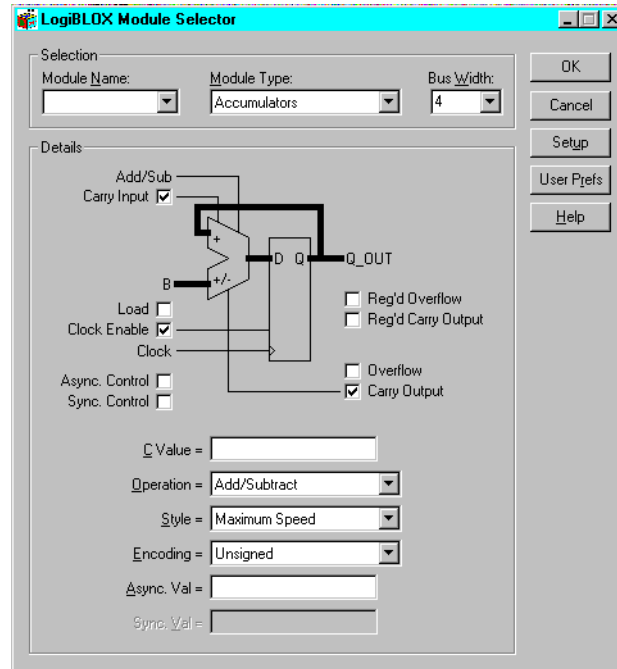 LogiBLOX Module Selector
Selection
Module Name:
Module Type:
Bus Width:
Accumulators
4
OK
Cancel
Setup
User Prefs
Help
Details
Add/Sub
Carry Input
+
D Q
Q_OUT
B
+/-
Load
Clock Enable
Clock
Async. Control
Sync. Control
Reg'd Overflow
Reg'd Carry Output
Overflow
Carry Output
C Value =
Operation = Add/Subtract
Style = Maximum Speed
Encoding = Unsigned
Async. Val =
Sync. Val =